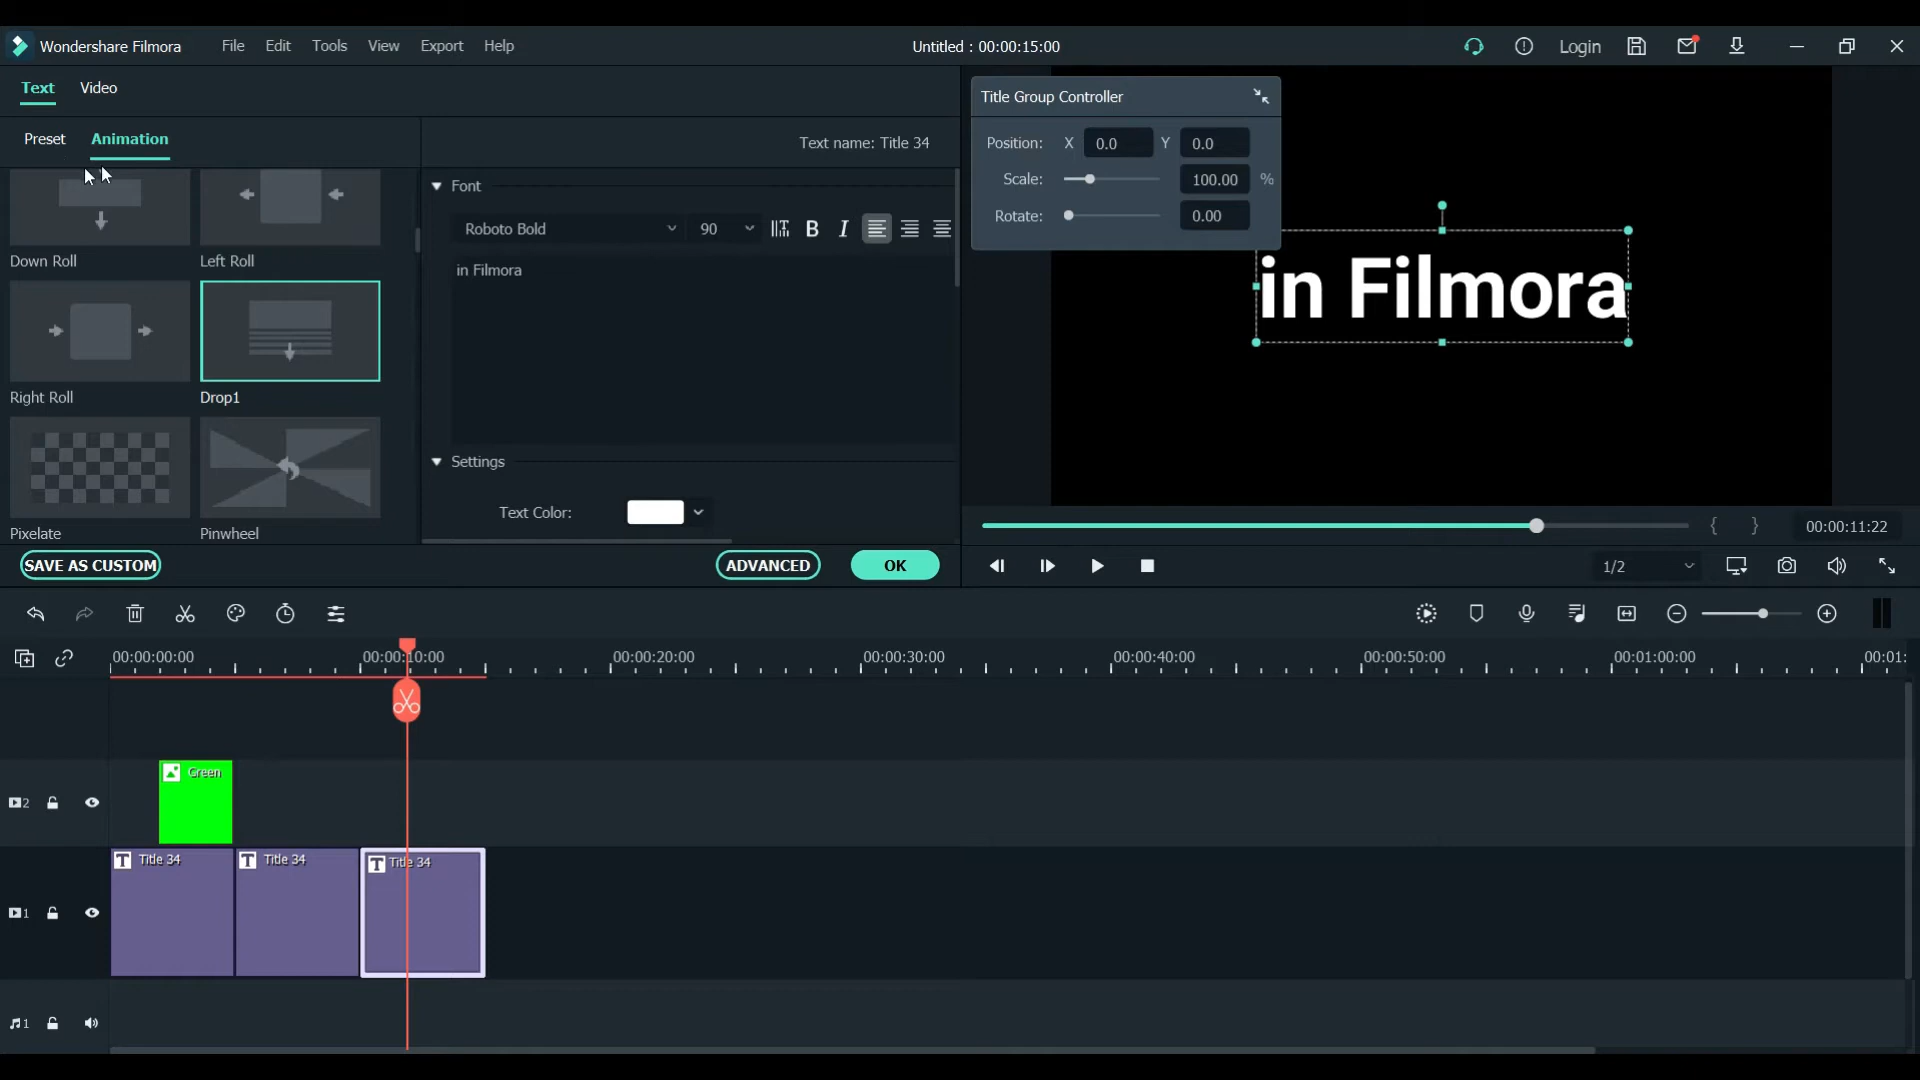 Wondershare Filmora File Edit Tools View Export Help Untitled : 00:00:15:00 Login
Text Video
Preset Animation Text name: Title 34
Title Group Controller
Position: X 0.0 Y 0.0
Scale: 100.00 %
Rotate: 0.00
Down Roll Left Roll
Right Roll Drop1
Pixelate Pinwheel
Font
Roboto Bold 90 B I
in Filmora
Settings
Text Color:
in Filmora
SAVE AS CUSTOM ADVANCED OK
{ } 00:00:11:22
1/2
00:00:00:00 00:00:10:00 00:00:20:00 00:00:30:00 00:00:40:00 00:00:50:00 00:01:00:00 00:01:
2 Green
1 T Title 34 T Title 34 T Title 34
1